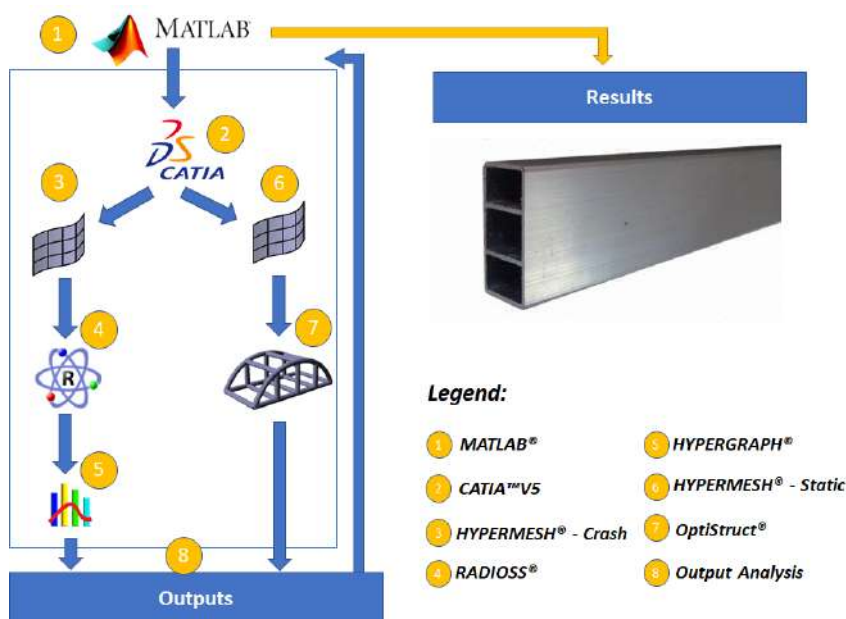 1 MATLAB®
Results
2 DS CATIA
3
6
4
7
R
5
8
Outputs
Legend:
1 MATLAB®
2 CATIA™V5
3 HYPERMESH® - Crash
4 RADIOSS®
5 HYPERGRAPH®
6 HYPERMESH® - Static
7 OptiStruct®
8 Output Analysis